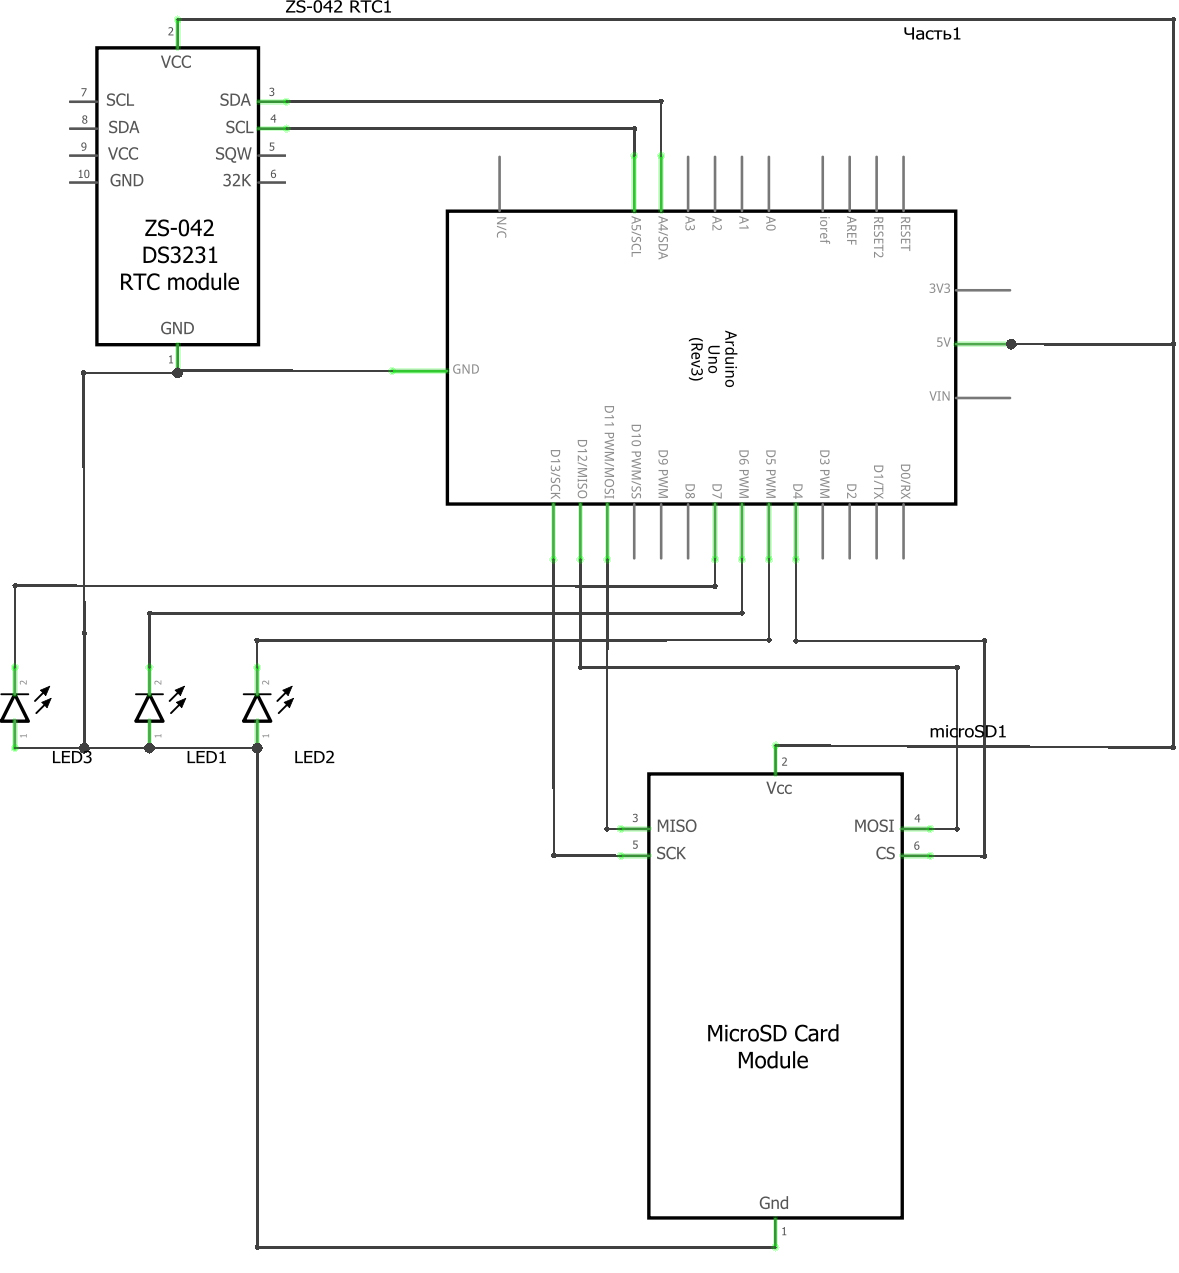 ZS-042 RTC1
Часть1
2
VCC
7 SCL SDA 3
8 SDA SCL 4
9 VCC SQW 5
10 GND 32K 6
ZS-042
DS3231
RTC module
GND
1
N/C
A5/SCL
A4/SDA
A3
A2
A1
A0
ioref
AREF
RESET2
RESET
3V3
5V
VIN
GND
Arduino
Uno
(Rev3)
D13/SCK
D12/MISO
D11 PWM/MOSI
D10 PWM/SS
D9 PWM
D8
D7
D6 PWM
D5 PWM
D4
D3 PWM
D2
D1/TX
D0/RX
2
2
2
1
1
1
LED3
LED1
LED2
microSD1
2
Vcc
3 MISO MOSI 4
5 SCK CS 6
MicroSD Card
Module
Gnd
1